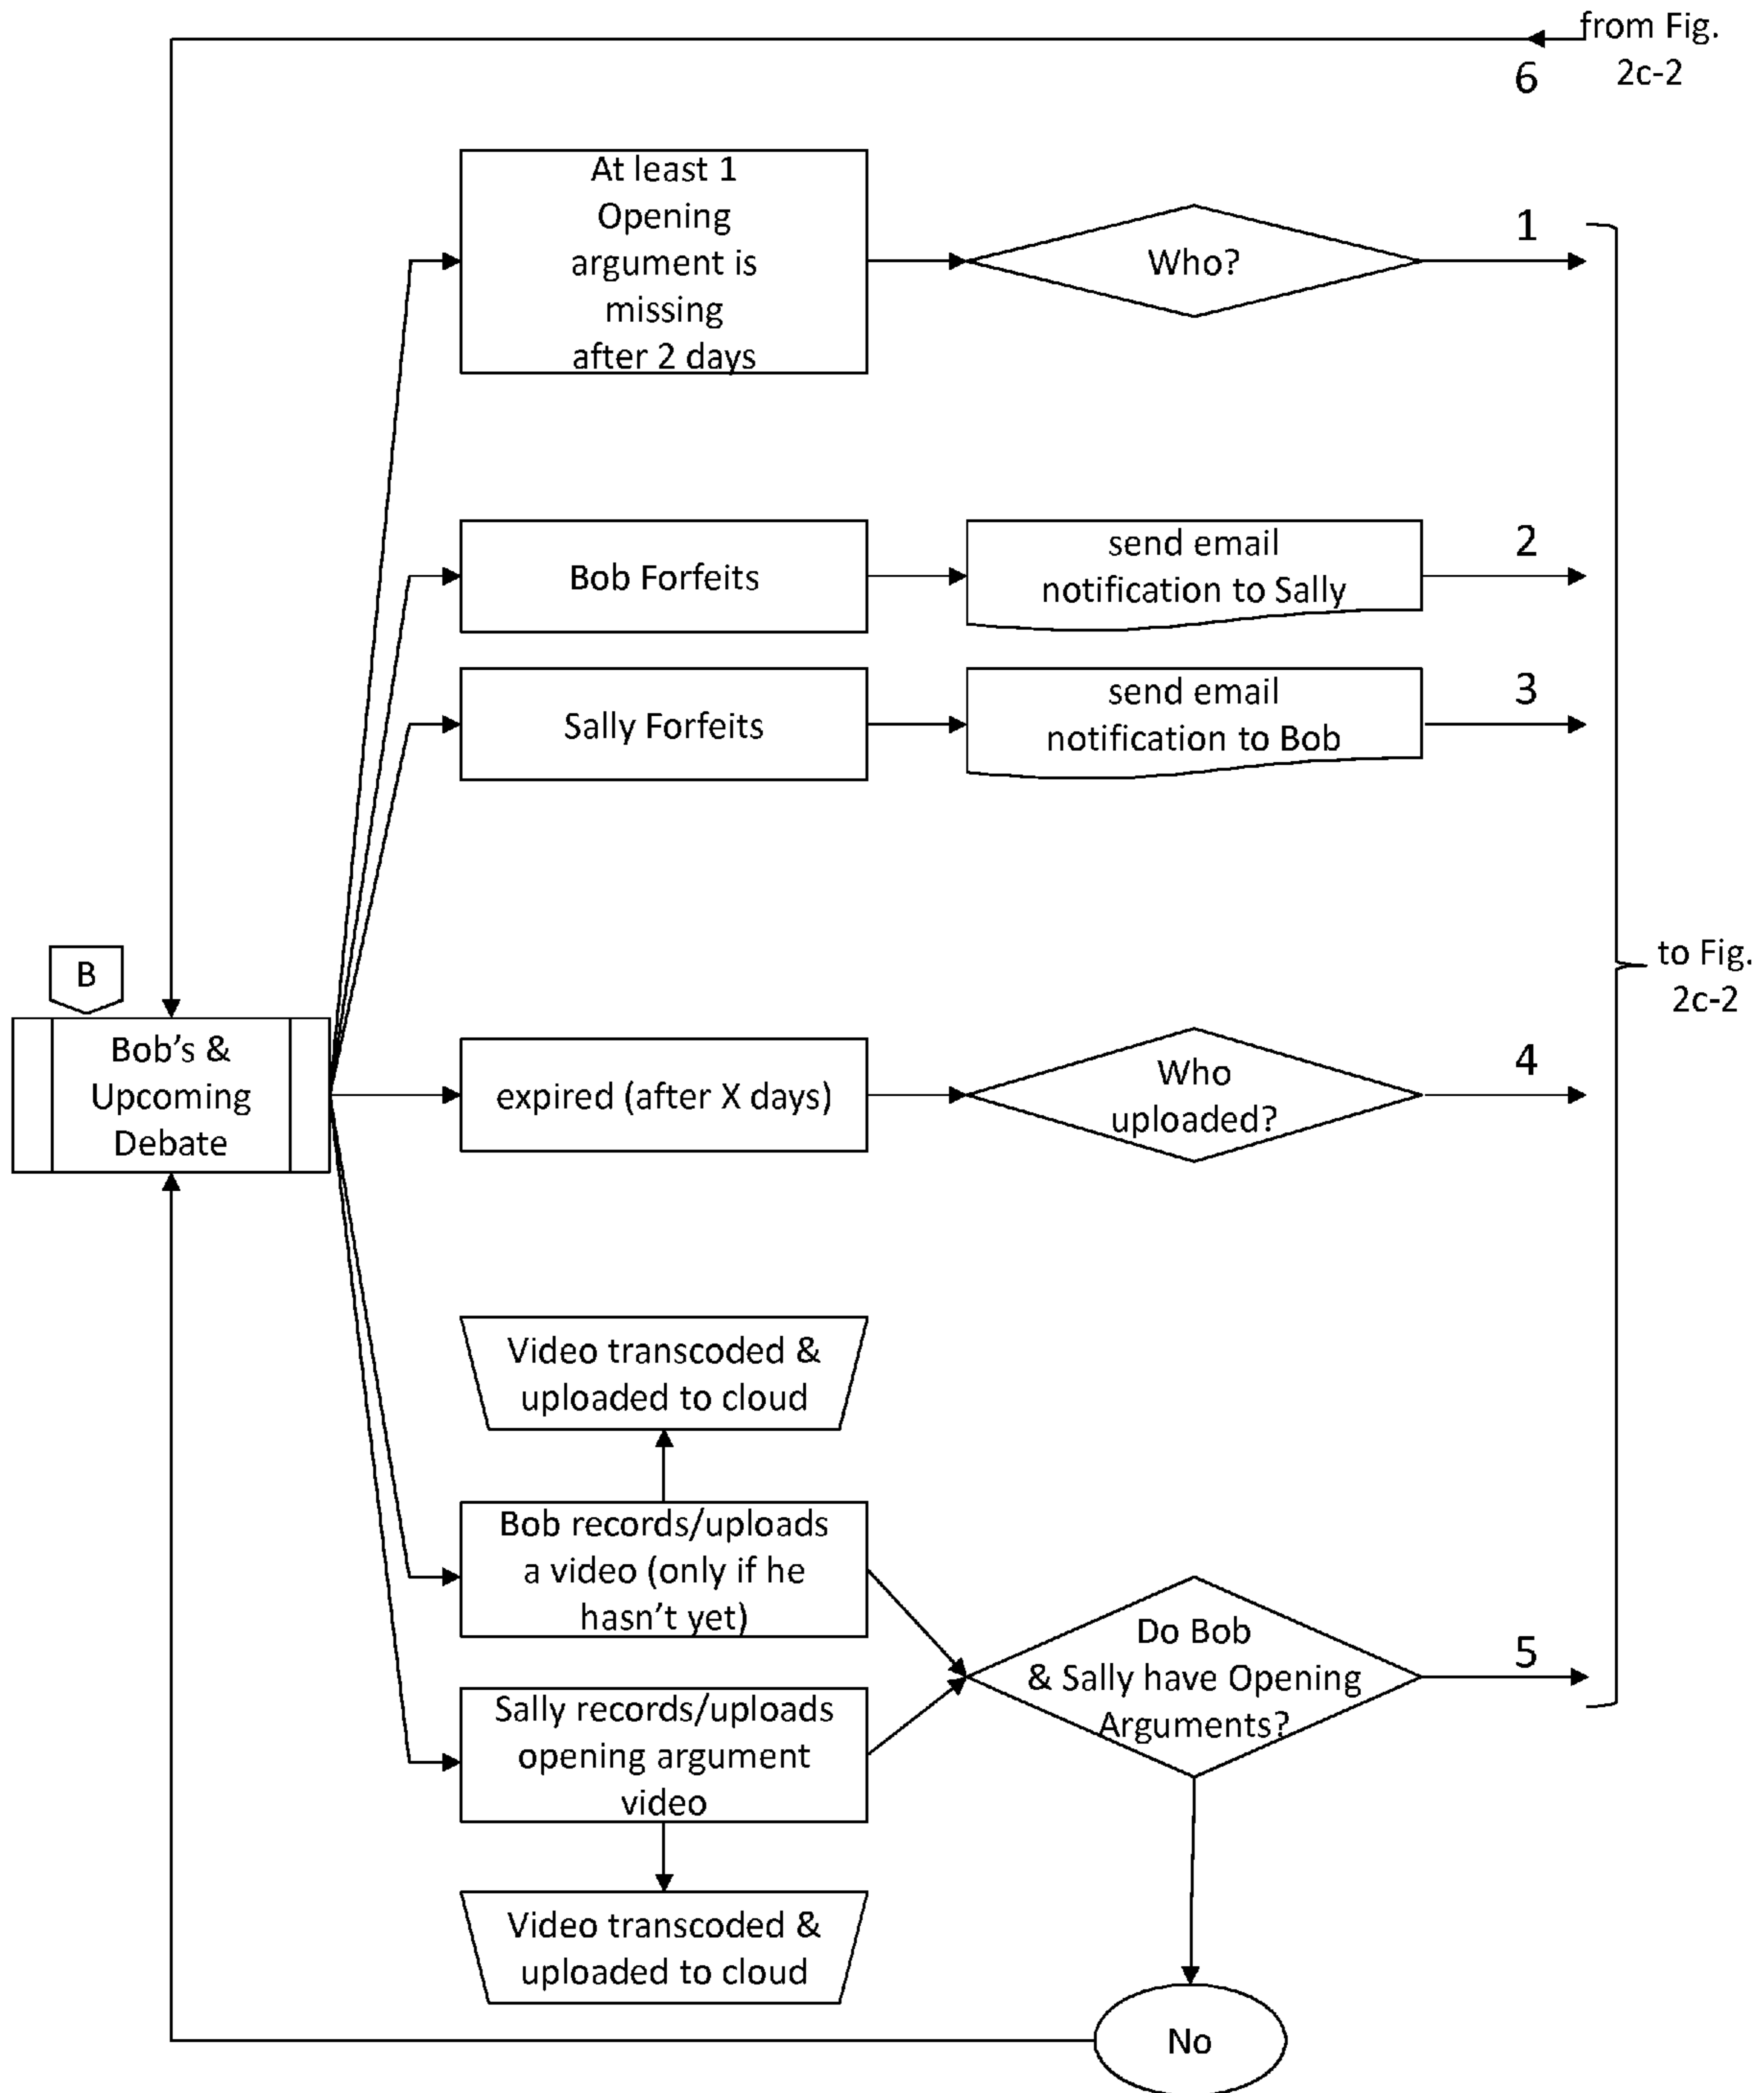 from Fig.
2c-2
6
At least 1
Opening
argument is
missing
after 2 days
Who?
1
Bob Forfeits
send email
notification to Sally
2
Sally Forfeits
send email
notification to Bob
3
to Fig.
2c-2
B
Bob's &
Upcoming
Debate
expired (after X days)
Who
uploaded?
4
Video transcoded &
uploaded to cloud
Bob records/uploads
a video (only if he
hasn't yet)
Do Bob
& Sally have Opening
Arguments?
5
Sally records/uploads
opening argument
video
Video transcoded &
uploaded to cloud
No